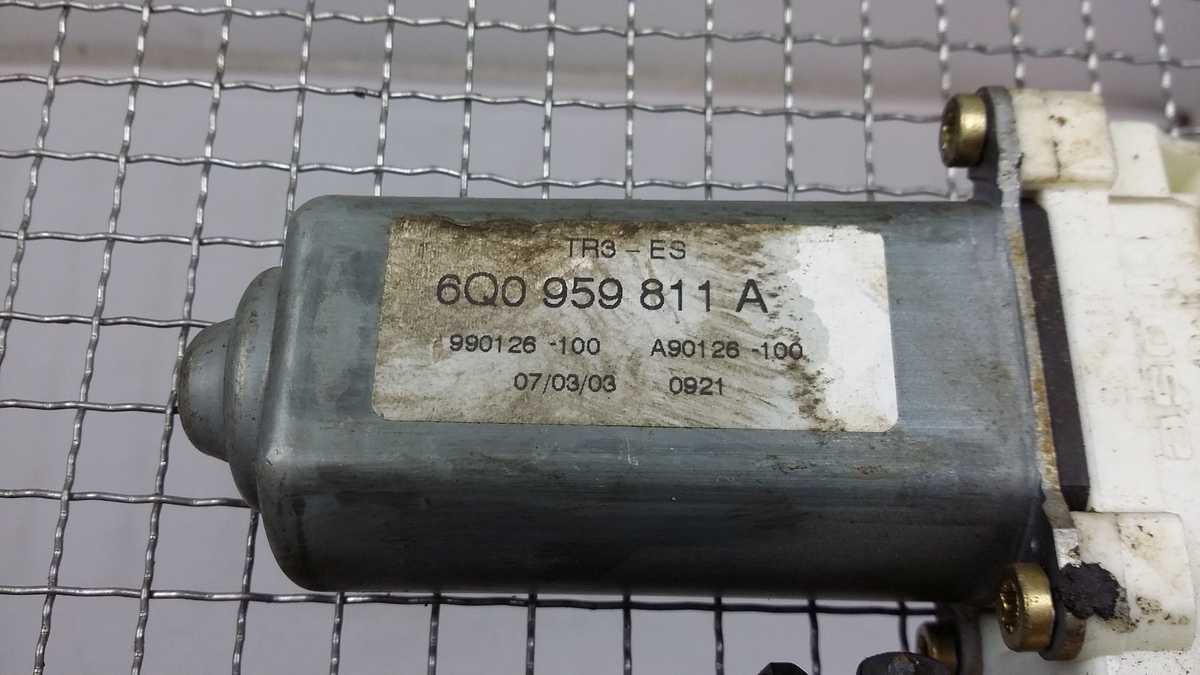 TR3 - ES
6Q0 959 811 A
990126 -100 A90126 -100
07/03/03 0921